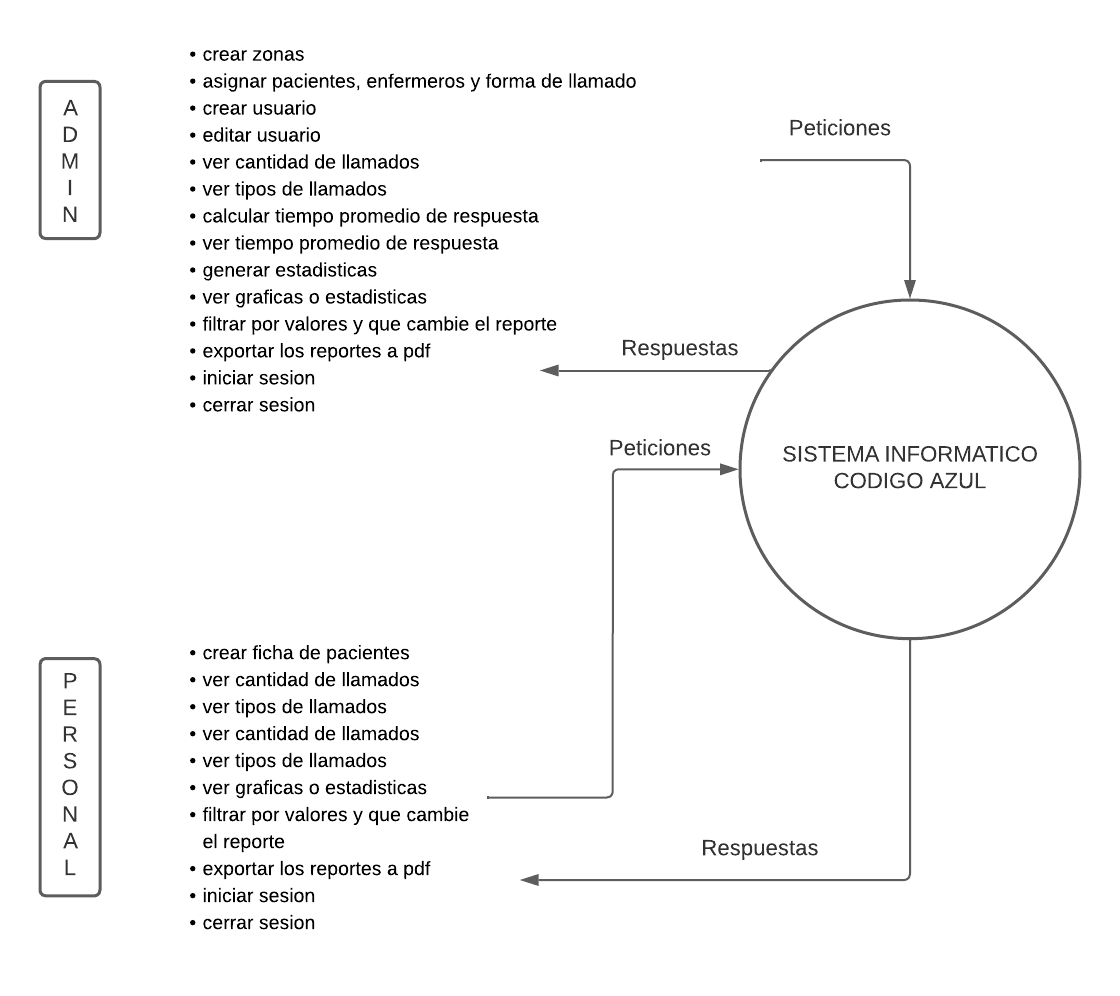 A
D
M
I
N
• crear zonas
• asignar pacientes, enfermeros y forma de llamado
• crear usuario
• editar usuario
• ver cantidad de llamados
• ver tipos de llamados
• calcular tiempo promedio de respuesta
• ver tiempo promedio de respuesta
• generar estadisticas
• ver graficas o estadisticas
• filtrar por valores y que cambie el reporte
• exportar los reportes a pdf
• iniciar sesion
• cerrar sesion
Peticiones
Respuestas
Peticiones
SISTEMA INFORMATICO
CODIGO AZUL
P
E
R
S
O
N
A
L
• crear ficha de pacientes
• ver cantidad de llamados
• ver tipos de llamados
• ver cantidad de llamados
• ver tipos de llamados
• ver graficas o estadisticas
• filtrar por valores y que cambie
el reporte
• exportar los reportes a pdf
• iniciar sesion
• cerrar sesion
Respuestas